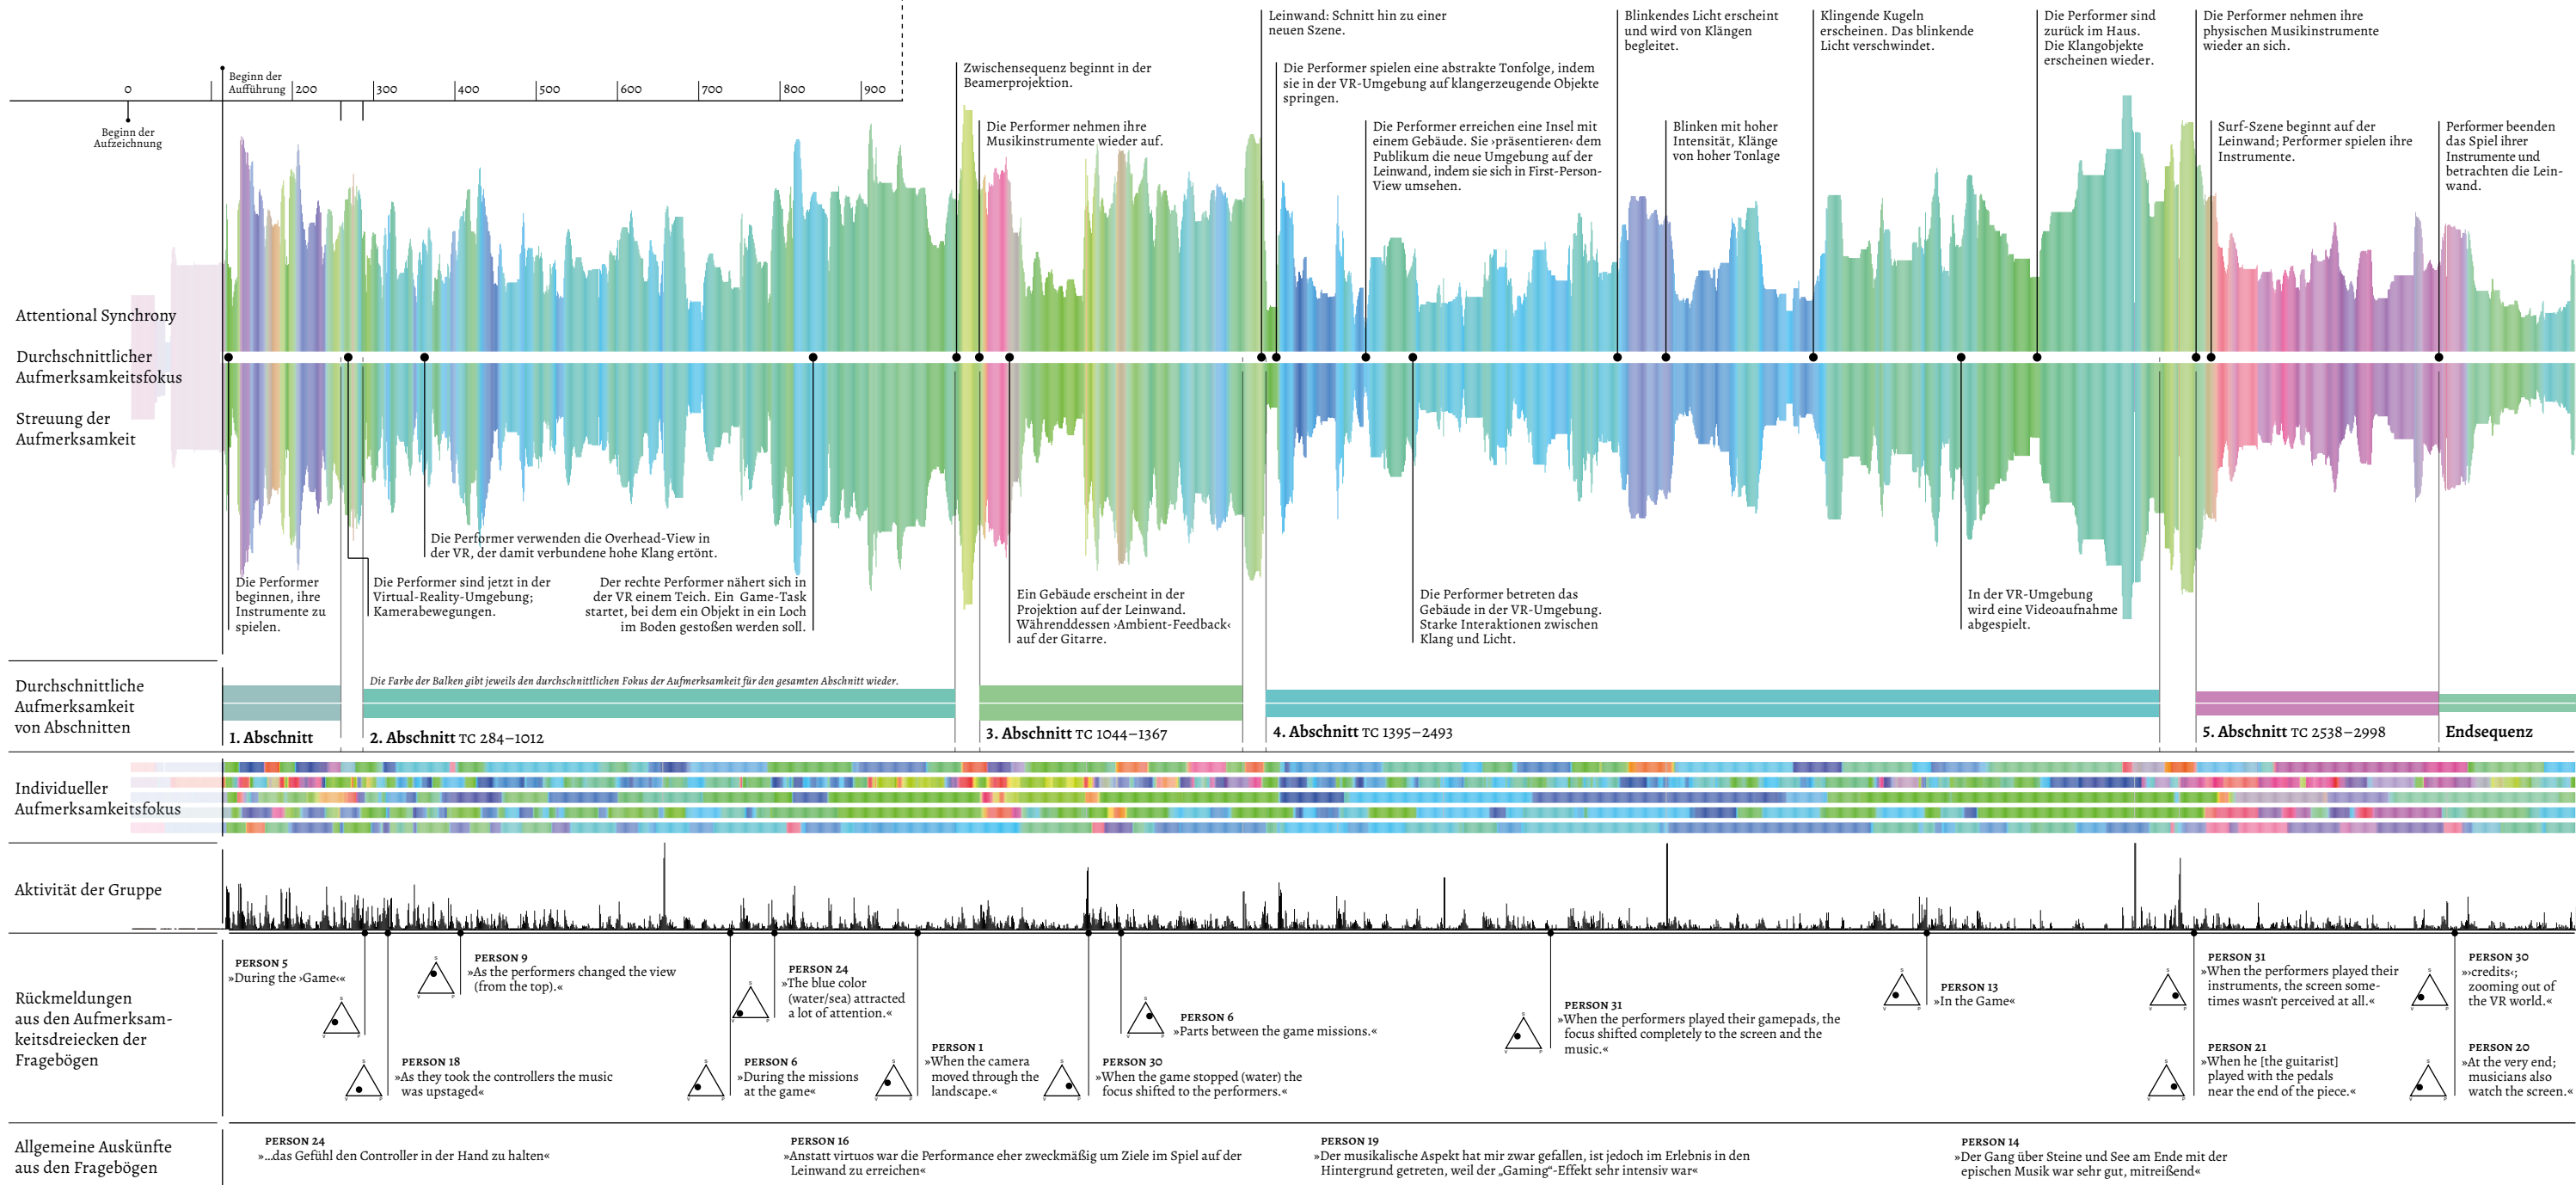 Leinwand: Schnitt hin zu einer
neuen Szene.
Blinkendes Licht erscheint
und wird von Klängen
begleitet.
Klingende Kugeln
erscheinen. Das blinkende
Licht verschwindet.
Die Performer sind
zurück im Haus.
Die Klangobjekte
erscheinen wieder.
Die Performer nehmen ihre
physischen Musikinstrumente
wieder an sich.
Zwischensequenz beginnt in der
Beamerprojektion.
Die Performer spielen eine abstrakte Tonfolge, indem
sie in der VR-Umgebung auf klangerzeugende Objekte
springen.
0
Beginn der
Aufführung
200
300
400
500
600
700
800
900
Beginn der
Aufzeichnung
Die Performer nehmen ihre
Musikinstrumente wieder auf.
Die Performer erreichen eine Insel mit
einem Gebäude. Sie ›präsentieren‹ dem
Publikum die neue Umgebung auf der
Leinwand, indem sie sich in First-Person-
View umsehen.
Blinken mit hoher
Intensität, Klänge
von hoher Tonlage
Surf-Szene beginnt auf der
Leinwand; Performer spielen ihre
Instrumente.
Performer beenden
das Spiel ihrer
Instrumente und
betrachten die Lein-
wand.
Attentional Synchrony
Durchschnittlicher
Aufmerksamkeitsfokus
Streuung der
Aufmerksamkeit
Die Performer verwenden die Overhead-View in
der VR, der damit verbundene hohe Klang ertönt.
Die Performer
beginnen, ihre
Instrumente zu
spielen.
Die Performer sind jetzt in der
Virtual-Reality-Umgebung;
Kamerabewegungen.
Der rechte Performer nähert sich in
der VR einem Teich. Ein Game-Task
startet, bei dem ein Objekt in ein Loch
im Boden gestoßen werden soll.
Ein Gebäude erscheint in der
Projektion auf der Leinwand.
Währenddessen ›Ambient-Feedback‹
auf der Gitarre.
Die Performer betreten das
Gebäude in der VR-Umgebung.
Starke Interaktionen zwischen
Klang und Licht.
In der VR-Umgebung
wird eine Videoaufnahme
abgespielt.
Durchschnittliche
Aufmerksamkeit
von Abschnitten
Die Farbe der Balken gibt jeweils den durchschnittlichen Fokus der Aufmerksamkeit für den gesamten Abschnitt wieder.
1. Abschnitt
2. Abschnitt TC 284–1012
3. Abschnitt TC 1044–1367
4. Abschnitt TC 1395–2493
5. Abschnitt TC 2538–2998
Endsequenz
Individueller
Aufmerksamkeitsfokus
Aktivität der Gruppe
Rückmeldungen
aus den Aufmerksam-
keitsdreiecken der
Fragebögen
PERSON 5
»During the ›Game‹«
PERSON 18
»As they took the controllers the music
was upstaged«
PERSON 9
»As the performers changed the view
(from the top).«
PERSON 6
»During the missions
at the game«
PERSON 24
»The blue color
(water/sea) attracted
a lot of attention.«
PERSON 1
»When the camera
moved through the
landscape.«
PERSON 30
»When the game stopped (water) the
focus shifted to the performers.«
PERSON 6
»Parts between the game missions.«
PERSON 31
»When the performers played their gamepads, the
focus shifted completely to the screen and the
music.«
PERSON 13
»In the Game«
PERSON 31
»When the performers played their
instruments, the screen some-
times wasn't perceived at all.«
PERSON 21
»When he [the guitarist]
played with the pedals
near the end of the piece.«
PERSON 30
»›credits‹;
zooming out of
the VR world.«
PERSON 20
»At the very end;
musicians also
watch the screen.«
Allgemeine Auskünfte
aus den Fragebögen
PERSON 24
»...das Gefühl den Controller in der Hand zu halten«
PERSON 16
»Anstatt virtuos war die Performance eher zweckmäßig um Ziele im Spiel auf der
Leinwand zu erreichen«
PERSON 19
»Der musikalische Aspekt hat mir zwar gefallen, ist jedoch im Erlebnis in den
Hintergrund getreten, weil der „Gaming“-Effekt sehr intensiv war«
PERSON 14
»Der Gang über Steine und See am Ende mit der
epischen Musik war sehr gut, mitreißend«